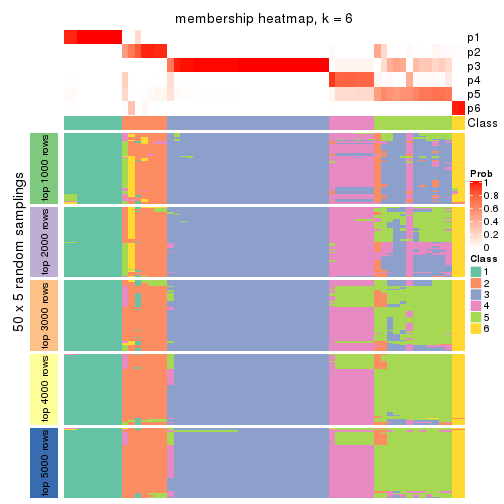 membership heatmap, k = 6
p1
p2
p3
p4
p5
p6
Class
50 x 5 random samplings
top 1000 rows
top 2000 rows
top 3000 rows
top 4000 rows
top 5000 rows
Prob
1
0.8
0.6
0.4
0.2
0
Class
1
2
3
4
5
6